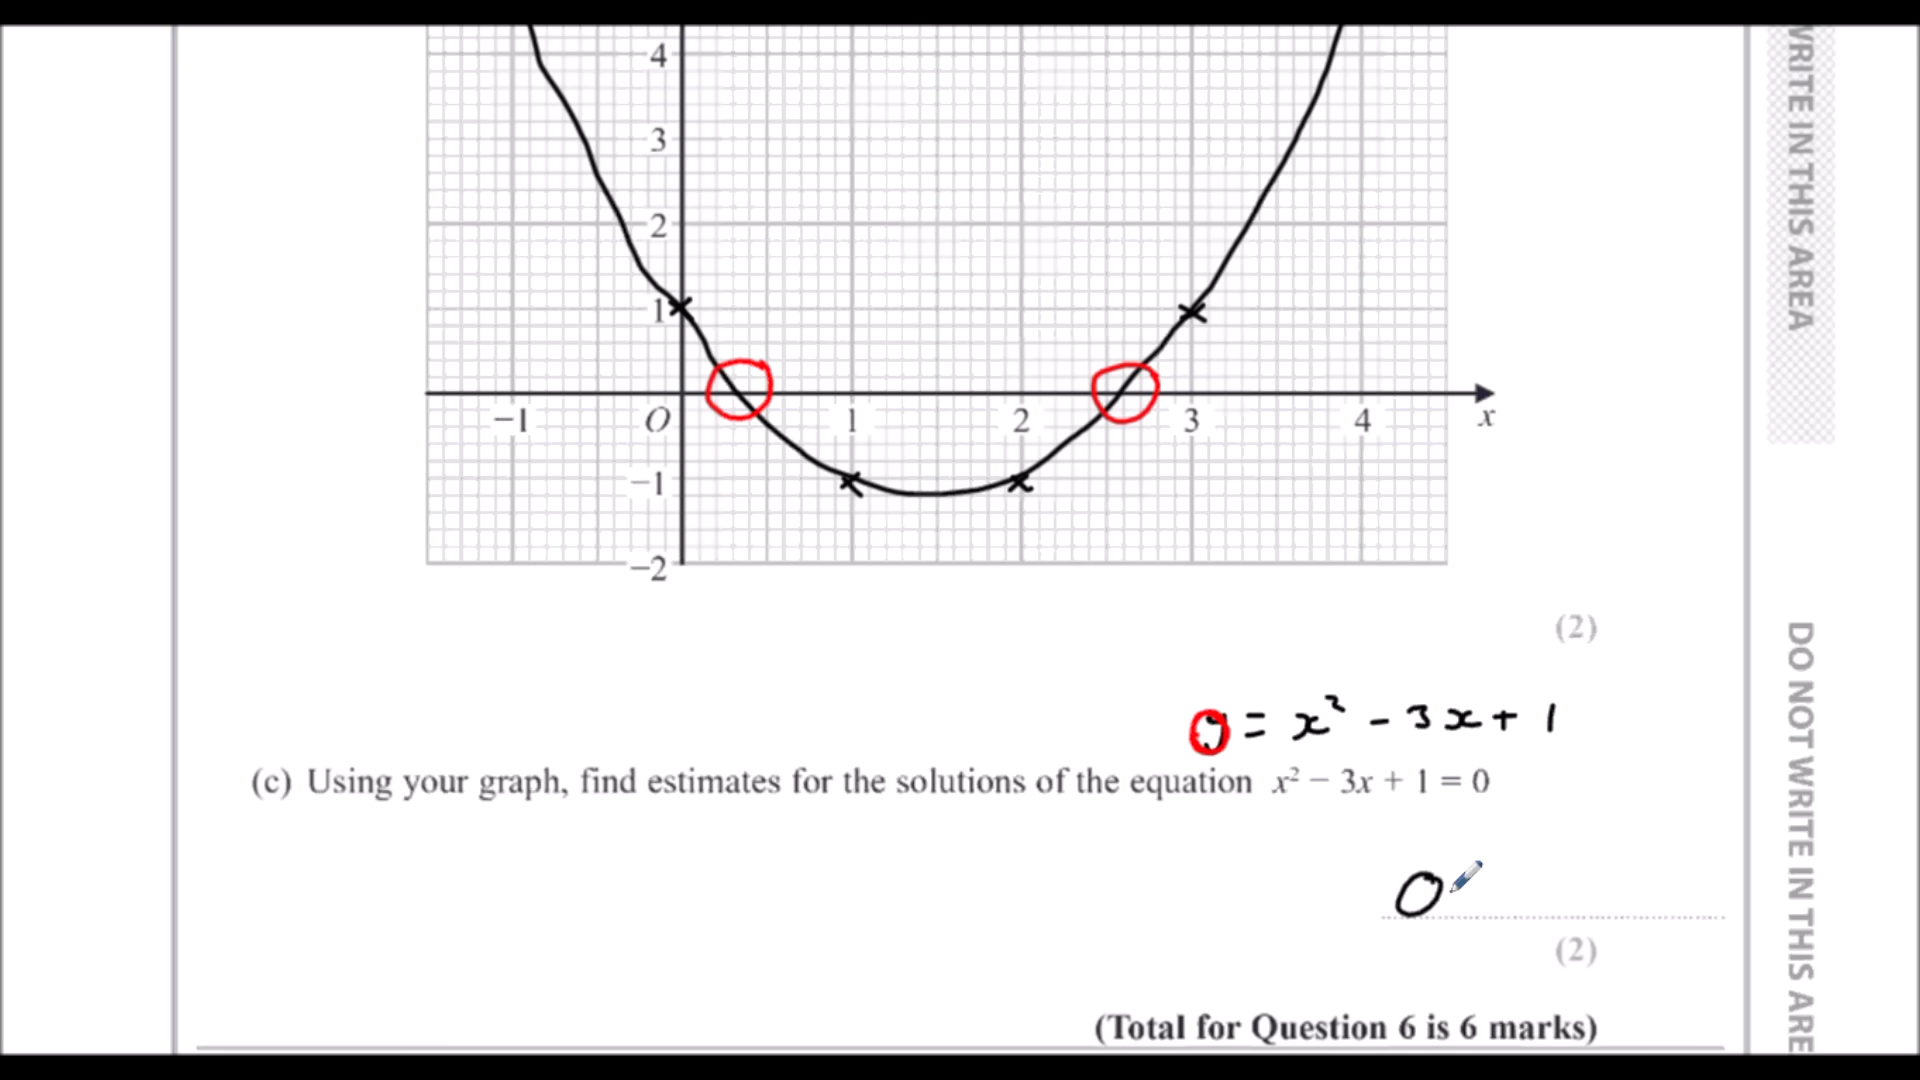 4
3
2
1
−1 O 1 2 3 4 x
−1
−2
(2)
y = x² − 3x + 1
(c) Using your graph, find estimates for the solutions of the equation x² − 3x + 1 = 0
0
(2)
(Total for Question 6 is 6 marks)
WRITE IN THIS AREA
DO NOT WRITE IN THIS ARE